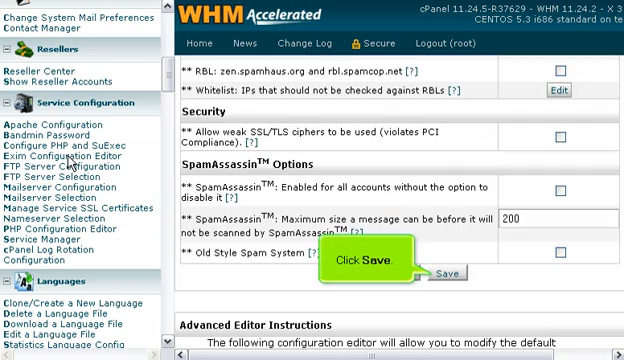 Change System Mail Preferences
Contact Manager
Resellers
Reseller Center
Show Reseller Accounts
Service Configuration
Apache Configuration
Bandmin Password
Configure PHP and SuExec
Exim Configuration Editor
FTP Server Configuration
FTP Server Selection
Mailserver Configuration
Mailserver Selection
Manage Service SSL Certificates
Nameserver Selection
PHP Configuration Editor
Service Manager
cPanel Log Rotation
Configuration
Languages
Clone/Create a New Language
Delete a Language File
Download a Language File
Edit a Language File
Statistics Language Config
WHM Accelerated
cPanel 11.24.5-R37629 - WHM 11.24.2 - X 3
CENTOS 5.3 i686 standard on te
Home News Change Log Secure Logout (root)
** RBL: zen.spamhaus.org and rbl.spamcop.net [?]
** Whitelist: IPs that should not be checked against RBLs [?] Edit
Security
** Allow weak SSL/TLS ciphers to be used (violates PCI
Compliance). [?]
SpamAssassin™ Options
** SpamAssassin™: Enabled for all accounts without the option to
disable it [?]
** SpamAssassin™: Maximum size a message can be before it will 200
not be scanned by SpamAssassin™ [?]
** Old Style Spam System [?]
Click Save.
Save
Advanced Editor Instructions
The following configuration editor will allow you to modify the default